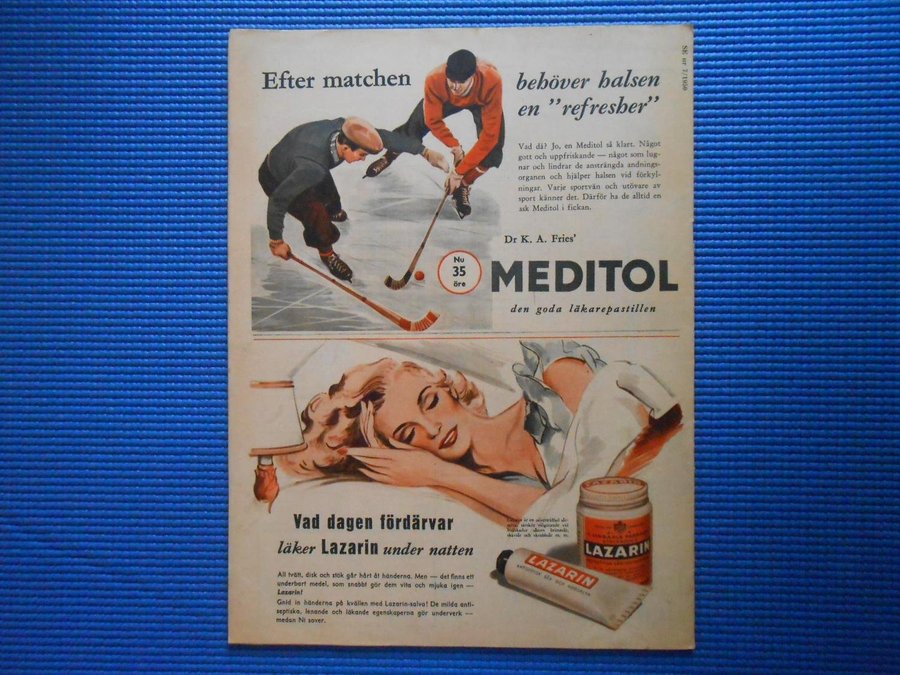 SE nr 1/1950
Efter matchen
behöver halsen
en "refresher"
Vad då? Jo, en Meditol så klart. Något
gott och uppfriskande — något som lug-
nar och lindrar de ansträngda andnings-
organen och hjälper halsen vid förkyl-
ningar. Varje sportvän och utövare av
sport känner det. Därför ha de alltid en
ask Meditol i fickan.
Dr K. A. Fries'
Nu
35
öre
MEDITOL
den goda läkarepastillen
Vad dagen fördärvar
läker Lazarin under natten
All tvätt, disk och stök går hårt åt händerna. Men — det finns ett
underbart medel, som snabbt gör dem vita och mjuka igen —
Lazarin!
Gnid in händerna på kvällen med Lazarin-salva! De milda anti-
septiska, lenande och läkande egenskaperna gör underverk —
medan Ni sover.
LAZARIN
LAZARIN
LAZARIN